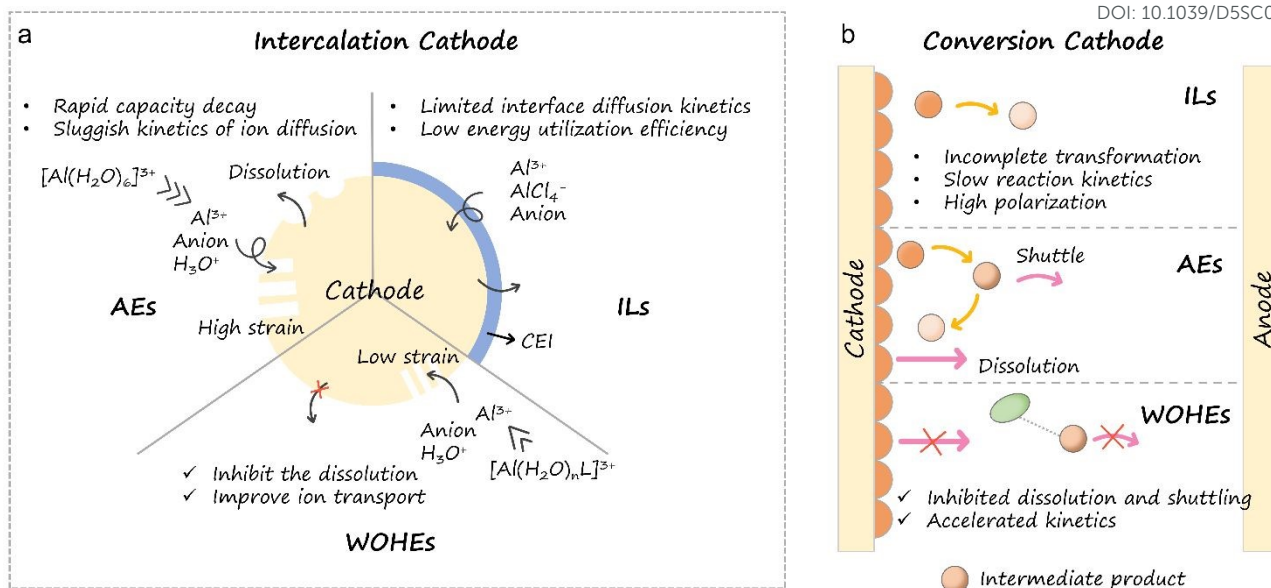 DOI: 10.1039/D5SC0
a
Intercalation Cathode
• Rapid capacity decay
• Sluggish kinetics of ion diffusion
• Limited interface diffusion kinetics
• Low energy utilization efficiency
[Al(H₂O)₆]³⁺
Dissolution
Al³⁺
Anion
H₃O⁺
Al³⁺
AlCl₄⁻
Anion
Cathode
AEs
ILs
High strain
Low strain
CEI
Al³⁺
Anion
H₃O⁺
[Al(H₂O)ₙL]³⁺
✓ Inhibit the dissolution
✓ Improve ion transport
WOHEs
b
Conversion Cathode
Cathode
Anode
ILs
• Incomplete transformation
• Slow reaction kinetics
• High polarization
AEs
Shuttle
Dissolution
WOHEs
✓ Inhibited dissolution and shuttling
✓ Accelerated kinetics
Intermediate product